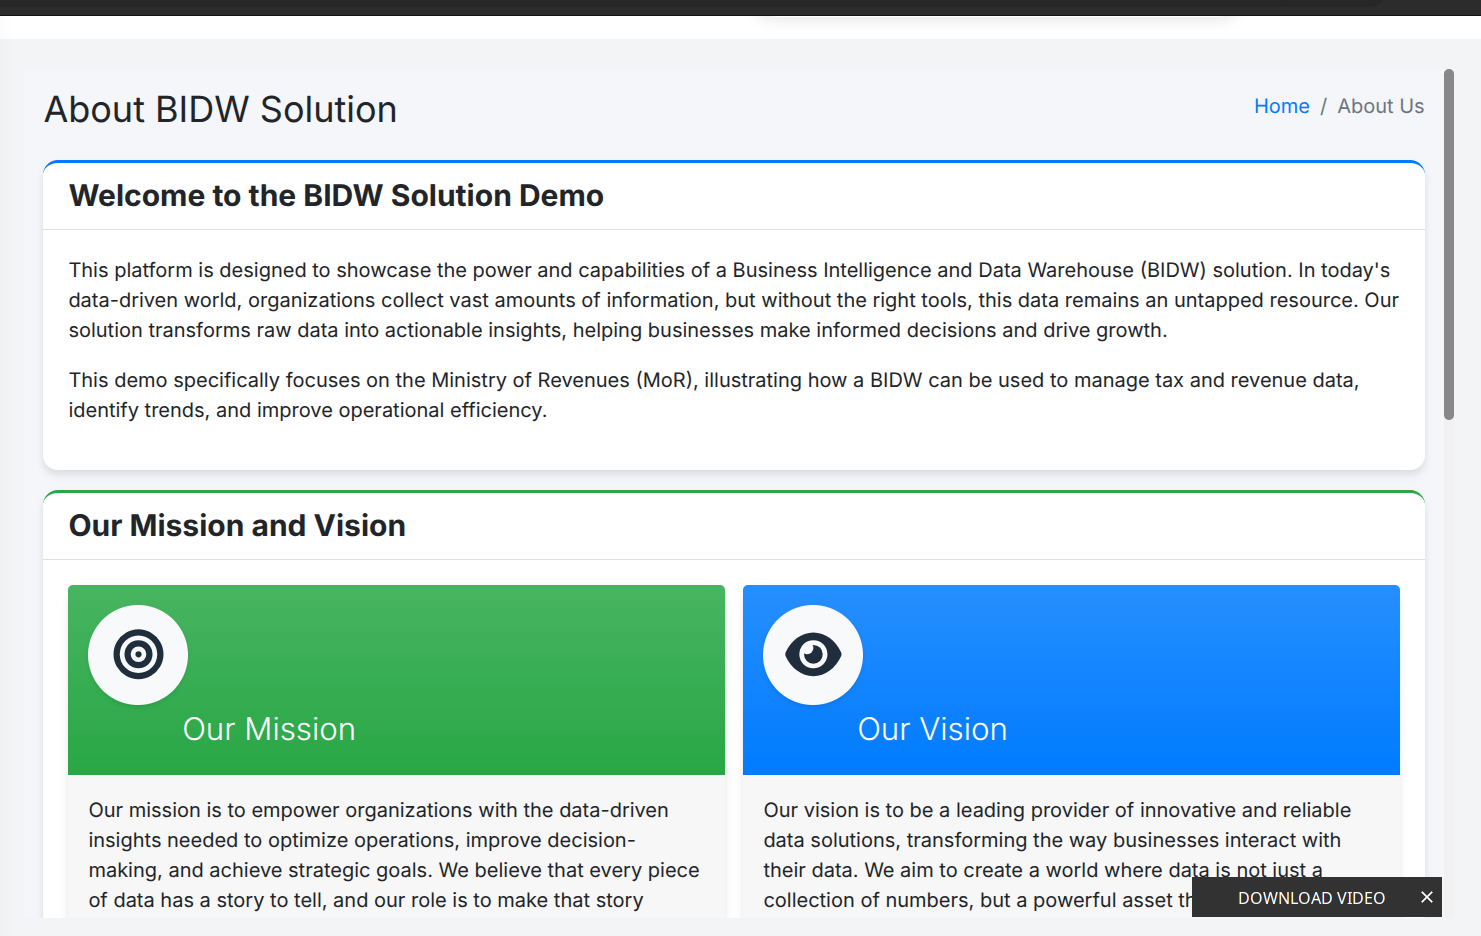 About BIDW Solution
Home / About Us
Welcome to the BIDW Solution Demo
This platform is designed to showcase the power and capabilities of a Business Intelligence and Data Warehouse (BIDW) solution. In today's
data-driven world, organizations collect vast amounts of information, but without the right tools, this data remains an untapped resource. Our
solution transforms raw data into actionable insights, helping businesses make informed decisions and drive growth.
This demo specifically focuses on the Ministry of Revenues (MoR), illustrating how a BIDW can be used to manage tax and revenue data,
identify trends, and improve operational efficiency.
Our Mission and Vision
Our Mission
Our mission is to empower organizations with the data-driven
insights needed to optimize operations, improve decision-
making, and achieve strategic goals. We believe that every piece
of data has a story to tell, and our role is to make that story
Our Vision
Our vision is to be a leading provider of innovative and reliable
data solutions, transforming the way businesses interact with
their data. We aim to create a world where data is not just a
collection of numbers, but a powerful asset
DOWNLOAD VIDEO